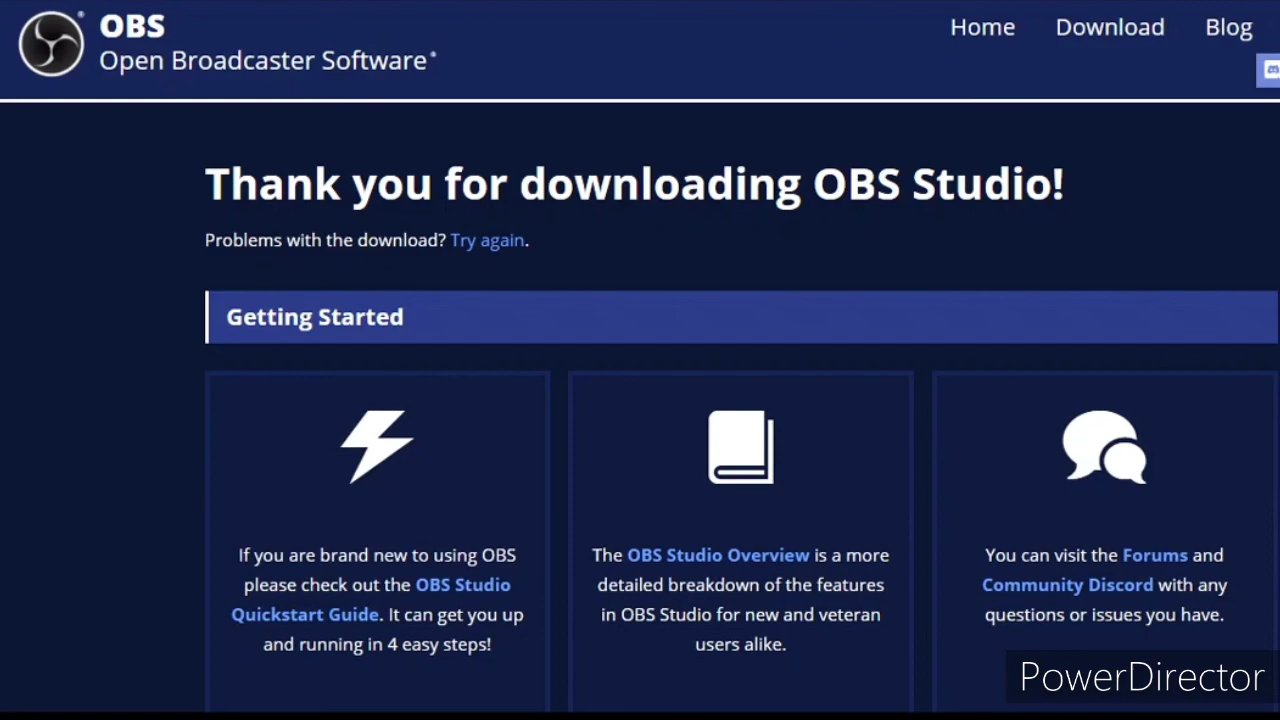 OBS
Open Broadcaster Software®
Home Download Blog
Thank you for downloading OBS Studio!
Problems with the download? Try again.
Getting Started
If you are brand new to using OBS
please check out the OBS Studio
Quickstart Guide. It can get you up
and running in 4 easy steps!
The OBS Studio Overview is a more
detailed breakdown of the features
in OBS Studio for new and veteran
users alike.
You can visit the Forums and
Community Discord with any
questions or issues you have.
PowerDirector